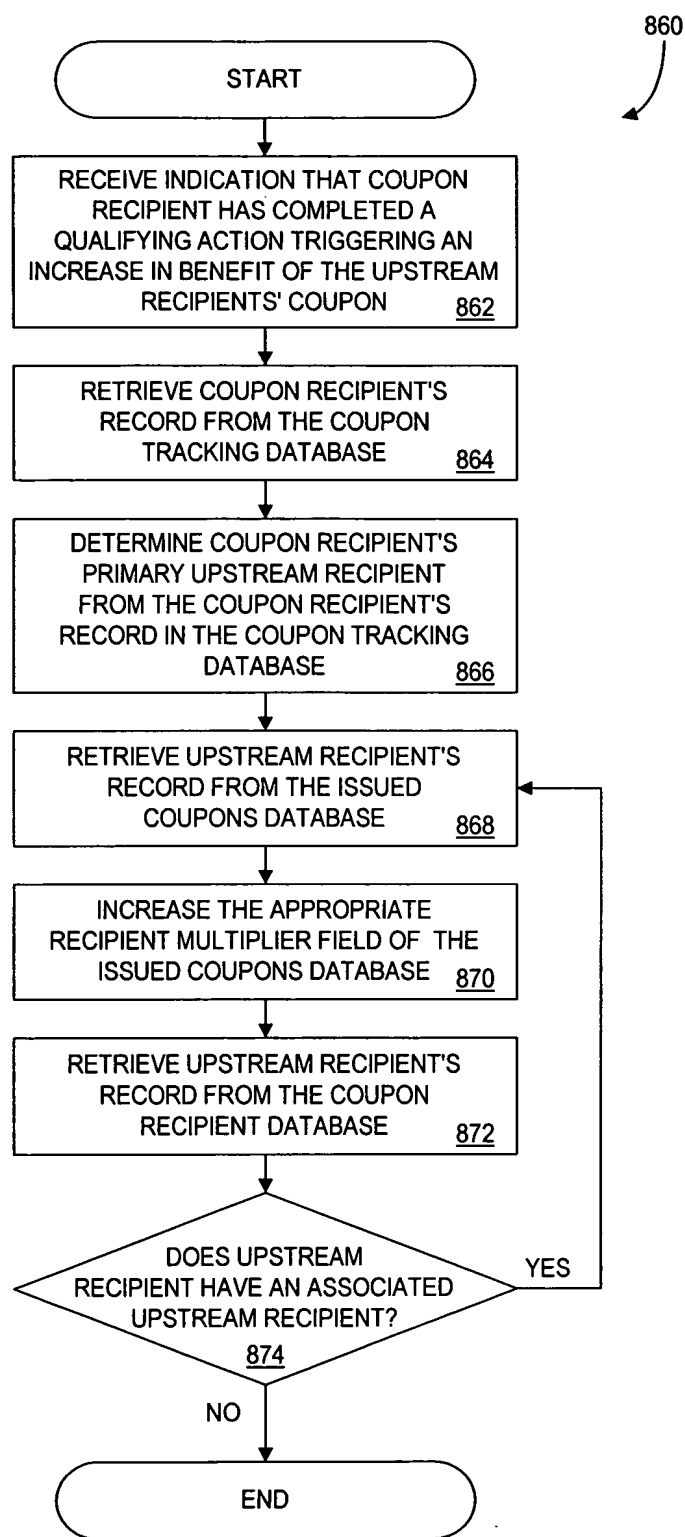 860
START
RECEIVE INDICATION THAT COUPON
RECIPIENT HAS COMPLETED A
QUALIFYING ACTION TRIGGERING AN
INCREASE IN BENEFIT OF THE UPSTREAM
RECIPIENTS' COUPON
862
RETRIEVE COUPON RECIPIENT'S
RECORD FROM THE COUPON
TRACKING DATABASE
864
DETERMINE COUPON RECIPIENT'S
PRIMARY UPSTREAM RECIPIENT
FROM THE COUPON RECIPIENT'S
RECORD IN THE COUPON TRACKING
DATABASE
866
RETRIEVE UPSTREAM RECIPIENT'S
RECORD FROM THE ISSUED
COUPONS DATABASE
868
INCREASE THE APPROPRIATE
RECIPIENT MULTIPLIER FIELD OF THE
ISSUED COUPONS DATABASE
870
RETRIEVE UPSTREAM RECIPIENT'S
RECORD FROM THE COUPON
RECIPIENT DATABASE
872
DOES UPSTREAM
RECIPIENT HAVE AN ASSOCIATED
UPSTREAM RECIPIENT?
874
YES
NO
END